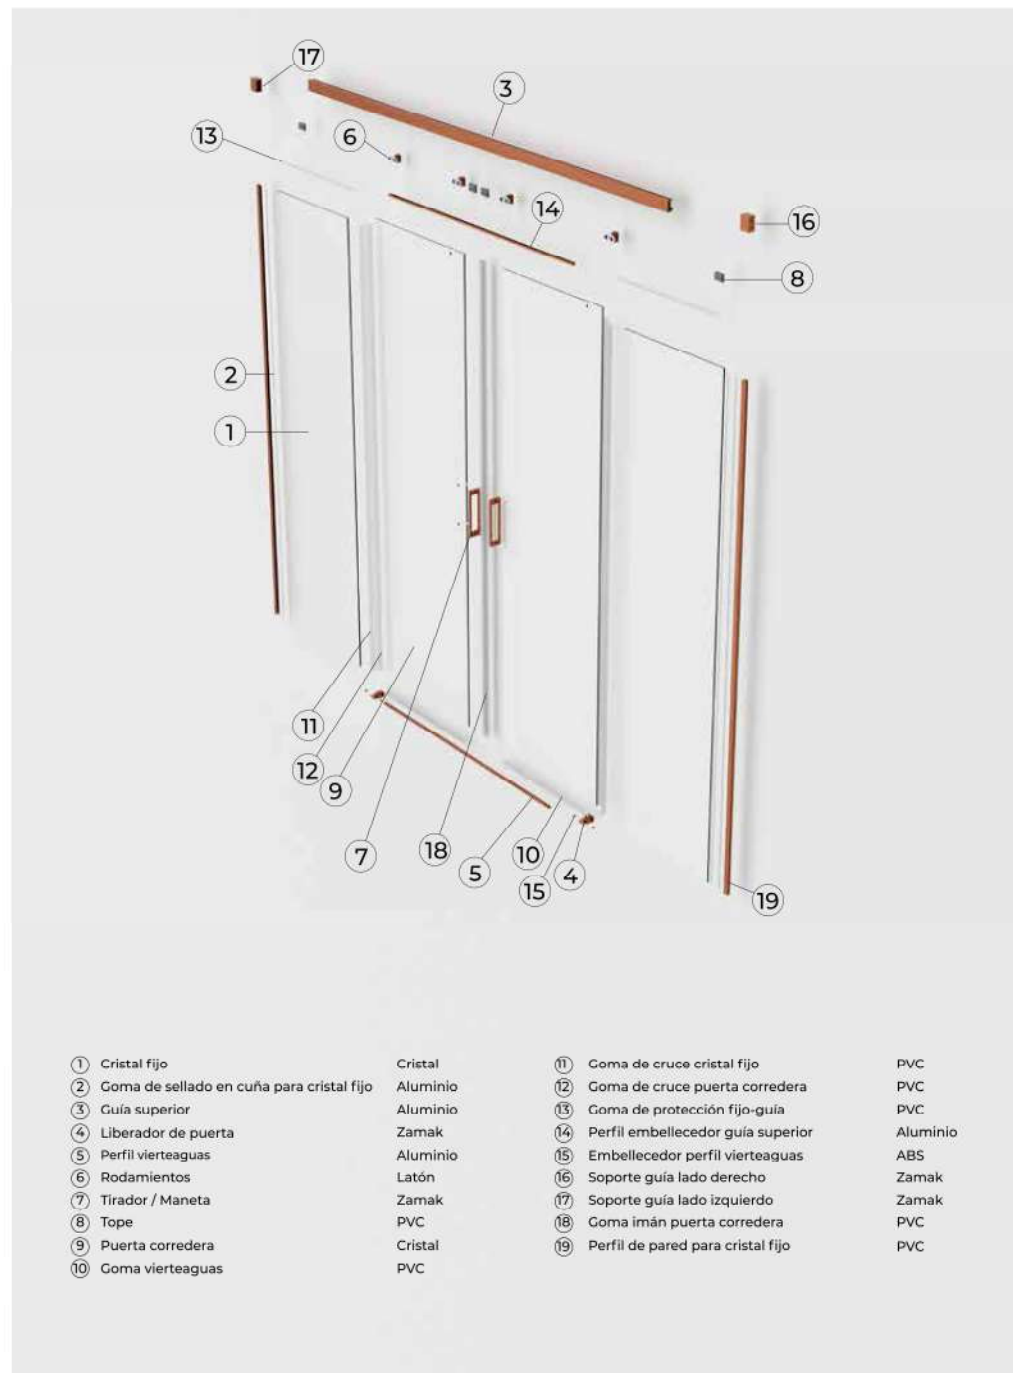 17
3
6
13
14
16
8
2
1
11
12
9
18
10
7
5
15
4
19
1 Cristal fijo Cristal
2 Goma de sellado en cuña para cristal fijo Aluminio
3 Guía superior Aluminio
4 Liberador de puerta Zamak
5 Perfil vierteaguas Aluminio
6 Rodamientos Latón
7 Tirador / Maneta Zamak
8 Tope PVC
9 Puerta corredera Cristal
10 Goma vierteaguas PVC
11 Goma de cruce cristal fijo PVC
12 Goma de cruce puerta corredera PVC
13 Goma de protección fijo-guía PVC
14 Perfil embellecedor guía superior Aluminio
15 Embellecedor perfil vierteaguas ABS
16 Soporte guía lado derecho Zamak
17 Soporte guía lado izquierdo Zamak
18 Goma imán puerta corredera PVC
19 Perfil de pared para cristal fijo PVC